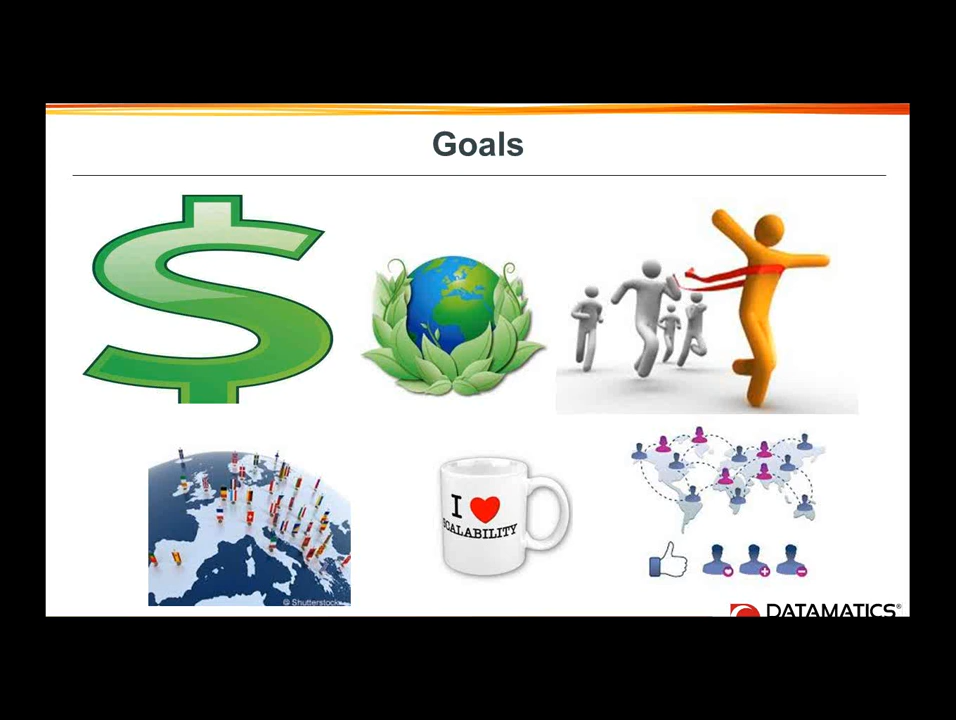 Goals
I ❤
SCALABILITY
© Shutterstock
DATAMATICS®